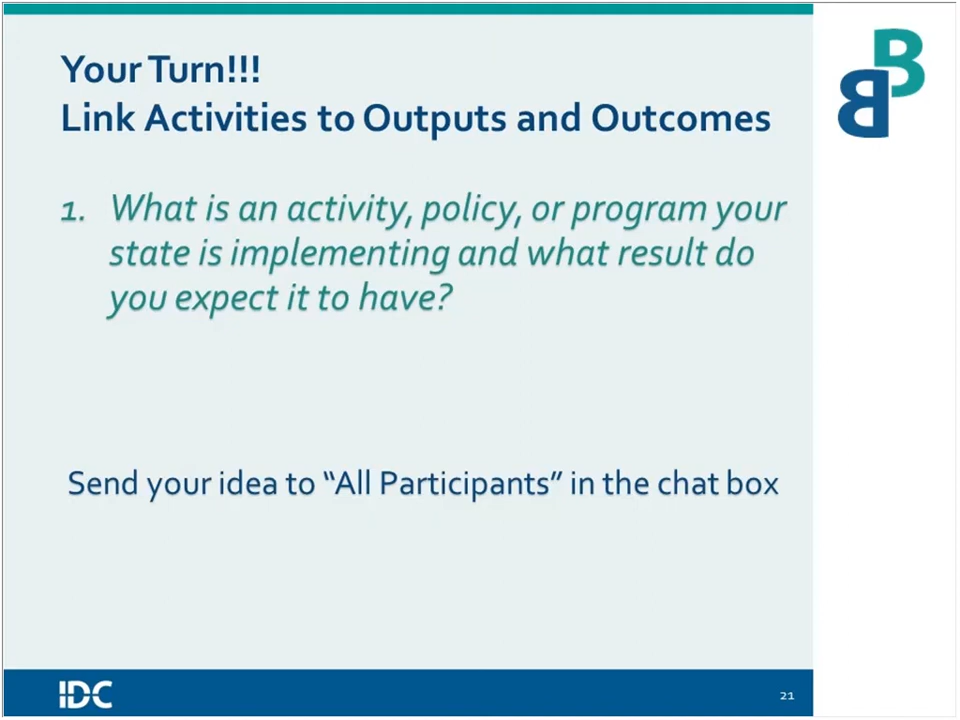 Your Turn!!!
Link Activities to Outputs and Outcomes
1. What is an activity, policy, or program your
state is implementing and what result do
you expect it to have?
Send your idea to “All Participants” in the chat box
IDC
21
B
B